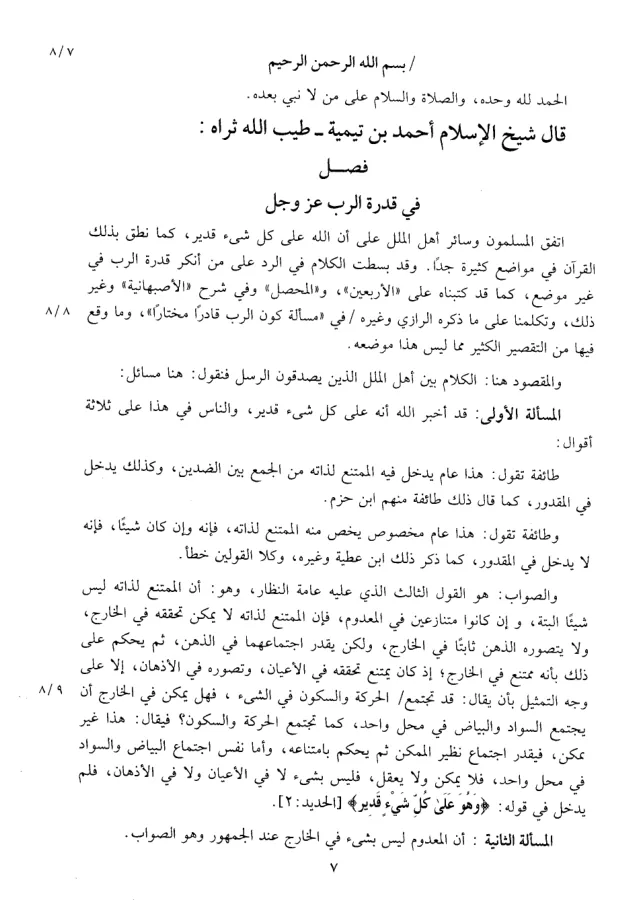 ٨/٧
/ بسم الله الرحمن الرحيم
الحمد لله وحده، والصلاة والسلام على من لا نبي بعده.
قال شيخ الإسلام أحمد بن تيمية ـ طيب الله ثراه :
فصـــل
في قدرة الرب عز وجل
اتفق المسلمون وسائر أهل الملل على أن الله على كل شىء قدير، كما نطق بذلك
القرآن في مواضع كثيرة جدًا. وقد بسطت الكلام في الرد على من أنكر قدرة الرب في
غير موضع، كما قد كتبناه على «الأربعين»، و«المحصل» وفي شرح «الأصبهانية» وغير
ذلك، وتكلمنا على ما ذكره الرازي وغيره /في «مسألة كون الرب قادرًا مختارًا»، وما وقع
٨/٨
فيها من التقصير الكثير مما ليس هذا موضعه.
والمقصود هنا: الكلام بين أهل الملل الذين يصدقون الرسل فنقول: هنا مسائل:
المسألة الأولى: قد أخبر الله أنه على كل شىء قدير، والناس في هذا على ثلاثة
أقوال:
طائفة تقول: هذا عام يدخل فيه الممتنع لذاته من الجمع بين الضدين، وكذلك يدخل
في المقدور، كما قال ذلك طائفة منهم ابن حزم.
وطائفة تقول: هذا عام مخصوص يخص منه الممتنع لذاته، فإنه وإن كان شيئًا، فإنه
لا يدخل في المقدور، كما ذكر ذلك ابن عطية وغيره، وكلا القولين خطأ.
والصواب: هو القول الثالث الذي عليه عامة النظار، وهو: أن الممتنع لذاته ليس
شيئًا البتة، و إن كانوا متنازعين في المعدوم، فإن الممتنع لذاته لا يمكن تحققه في الخارج،
ولا يتصوره الذهن ثابتًا في الخارج، ولكن يقدر اجتماعهما في الذهن، ثم يحكم على
ذلك بأنه ممتنع في الخارج؛ إذ كان يمتنع تحققه في الأعيان، وتصوره في الأذهان، إلا على
وجه التمثيل بأن يقال: قد تجتمع/ الحركة والسكون في الشىء ، فهل يمكن في الخارج أن
٨/٩
يجتمع السواد والبياض في محل واحد، كما تجتمع الحركة والسكون؟ فيقال: هذا غير
ممكن، فيقدر اجتماع نظير الممكن ثم يحكم بامتناعه، وأما نفس اجتماع البياض والسواد
في محل واحد، فلا يمكن ولا يعقل، فليس بشىء لا في الأعيان ولا في الأذهان، فلم
يدخل في قوله: ﴿وَهُوَ عَلَىٰ كُلِّ شَيْءٍ قَدِيرٌ﴾ [الحديد:٢].
المسألة الثانية : أن المعدوم ليس بشىء في الخارج عند الجمهور وهو الصواب.
٧